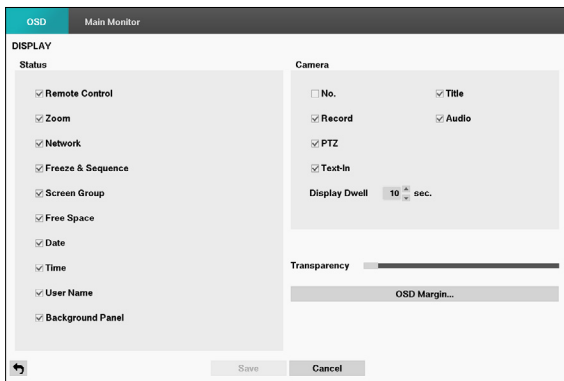 OSD Main Monitor
DISPLAY
Status
Remote Control
Zoom
Network
Freeze & Sequence
Screen Group
Free Space
Date
Time
User Name
Background Panel
Camera
No. Title
Record Audio
PTZ
Text-In
Display Dwell 10 sec.
Transparency
OSD Margin...
Save Cancel